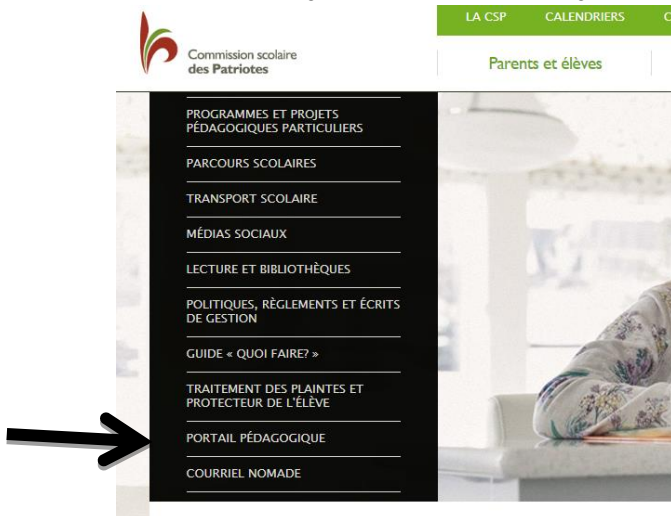 LA CSP CALENDRIERS
Commission scolaire
des Patriotes
Parents et élèves
PROGRAMMES ET PROJETS
PÉDAGOGIQUES PARTICULIERS
PARCOURS SCOLAIRES
TRANSPORT SCOLAIRE
MÉDIAS SOCIAUX
LECTURE ET BIBLIOTHÈQUES
POLITIQUES, RÈGLEMENTS ET ÉCRITS
DE GESTION
GUIDE « QUOI FAIRE? »
TRAITEMENT DES PLAINTES ET
PROTECTEUR DE L'ÉLÈVE
PORTAIL PÉDAGOGIQUE
COURRIEL NOMADE